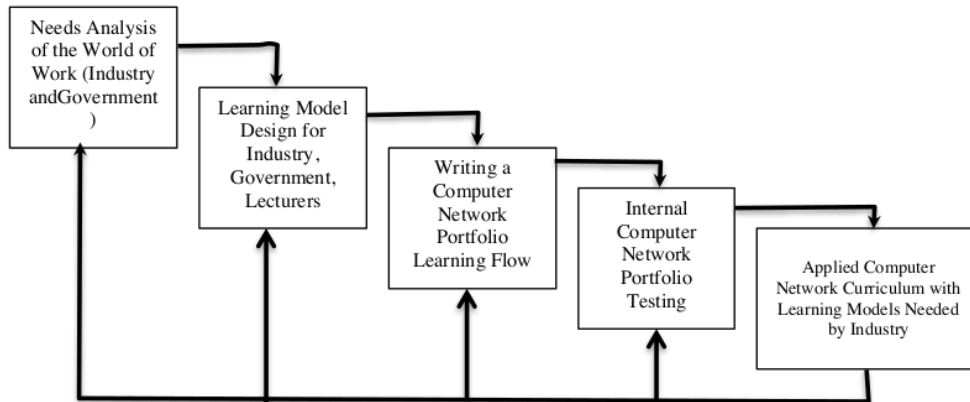 Needs Analysis
of the World of
Work (Industry
andGovernment
)
Learning Model
Design for
Industry,
Government,
Lecturers
Writing a
Computer
Network
Portfolio
Learning Flow
Internal
Computer
Network
Portfolio
Testing
Applied Computer
Network Curriculum with
Learning Models Needed
by Industry